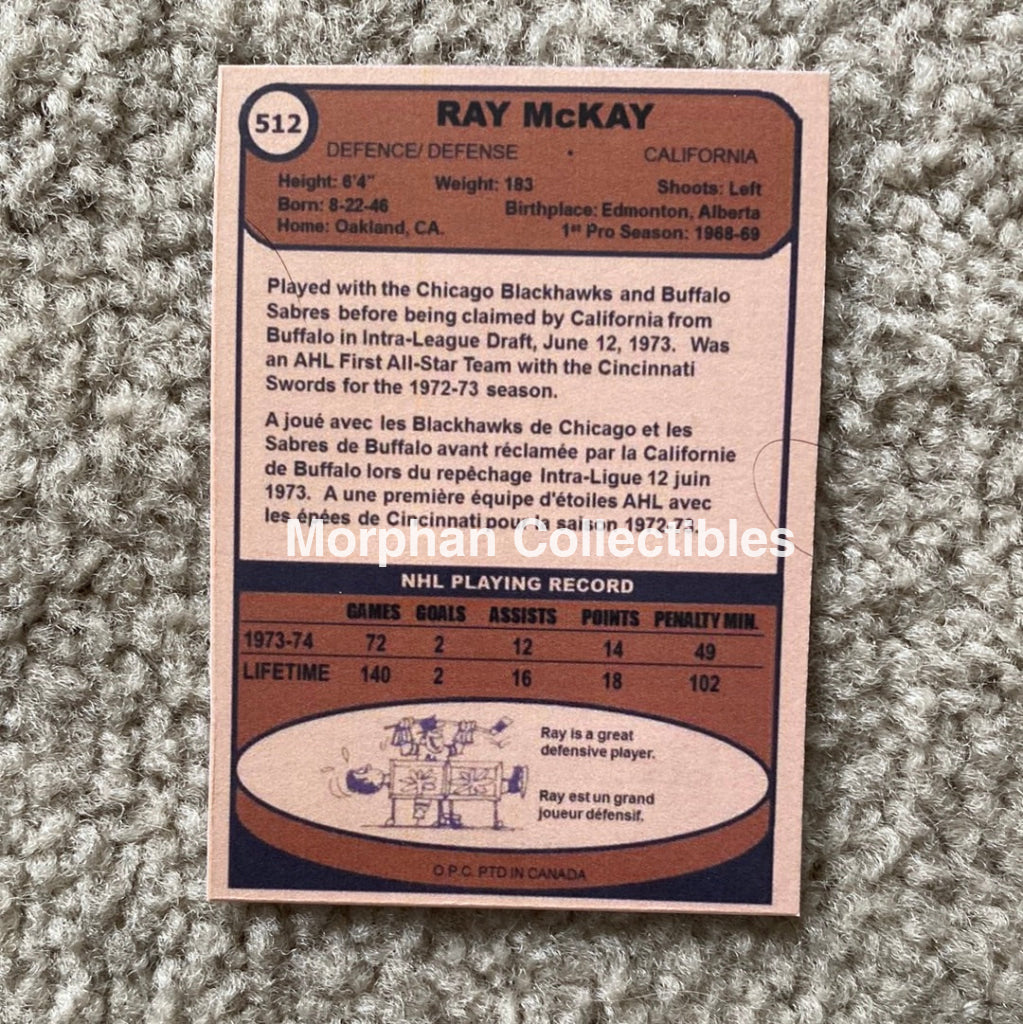 512
RAY McKAY
DEFENCE/ DEFENSE • CALIFORNIA
Height: 6'4" Weight: 183 Shoots: Left
Born: 8-22-46 Birthplace: Edmonton, Alberta
Home: Oakland, CA. 1st Pro Season: 1968-69
Played with the Chicago Blackhawks and Buffalo
Sabres before being claimed by California from
Buffalo in Intra-League Draft, June 12, 1973. Was
an AHL First All-Star Team with the Cincinnati
Swords for the 1972-73 season.
A joué avec les Blackhawks de Chicago et les
Sabres de Buffalo avant réclamée par la Californie
de Buffalo lors du repêchage Intra-Ligue 12 juin
1973. A une première équipe d'étoiles AHL avec
les épées de Cincinnati pour la saison 1972-73.
Morphan Collectibles
NHL PLAYING RECORD
GAMES GOALS ASSISTS POINTS PENALTY MIN.
1973-74 72 2 12 14 49
LIFETIME 140 2 16 18 102
Ray is a great
defensive player.
Ray est un grand
joueur défensif.
O.P.C. PTD IN CANADA